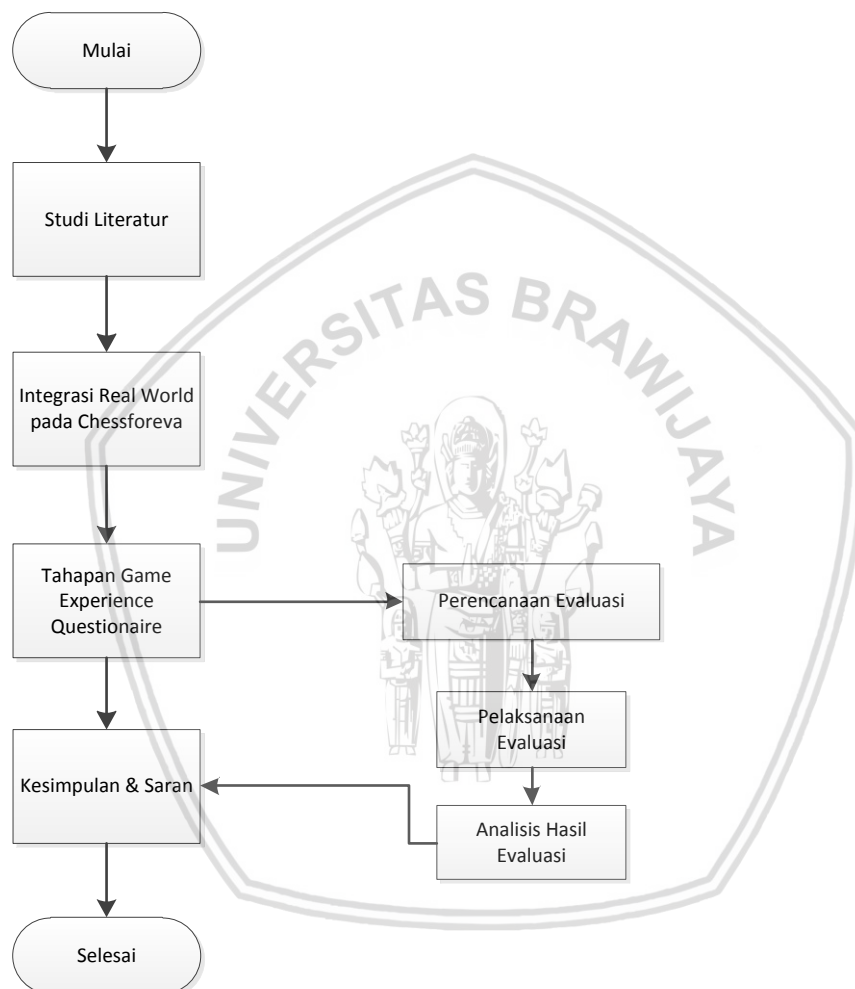 Mulai
Studi Literatur
UNIVERSITAS BRAWIJAYA
Integrasi Real World
pada Chessforeva
Tahapan Game
Experience
Questionaire
Perencanaan Evaluasi
Pelaksanaan
Evaluasi
Kesimpulan & Saran
Analisis Hasil
Evaluasi
Selesai